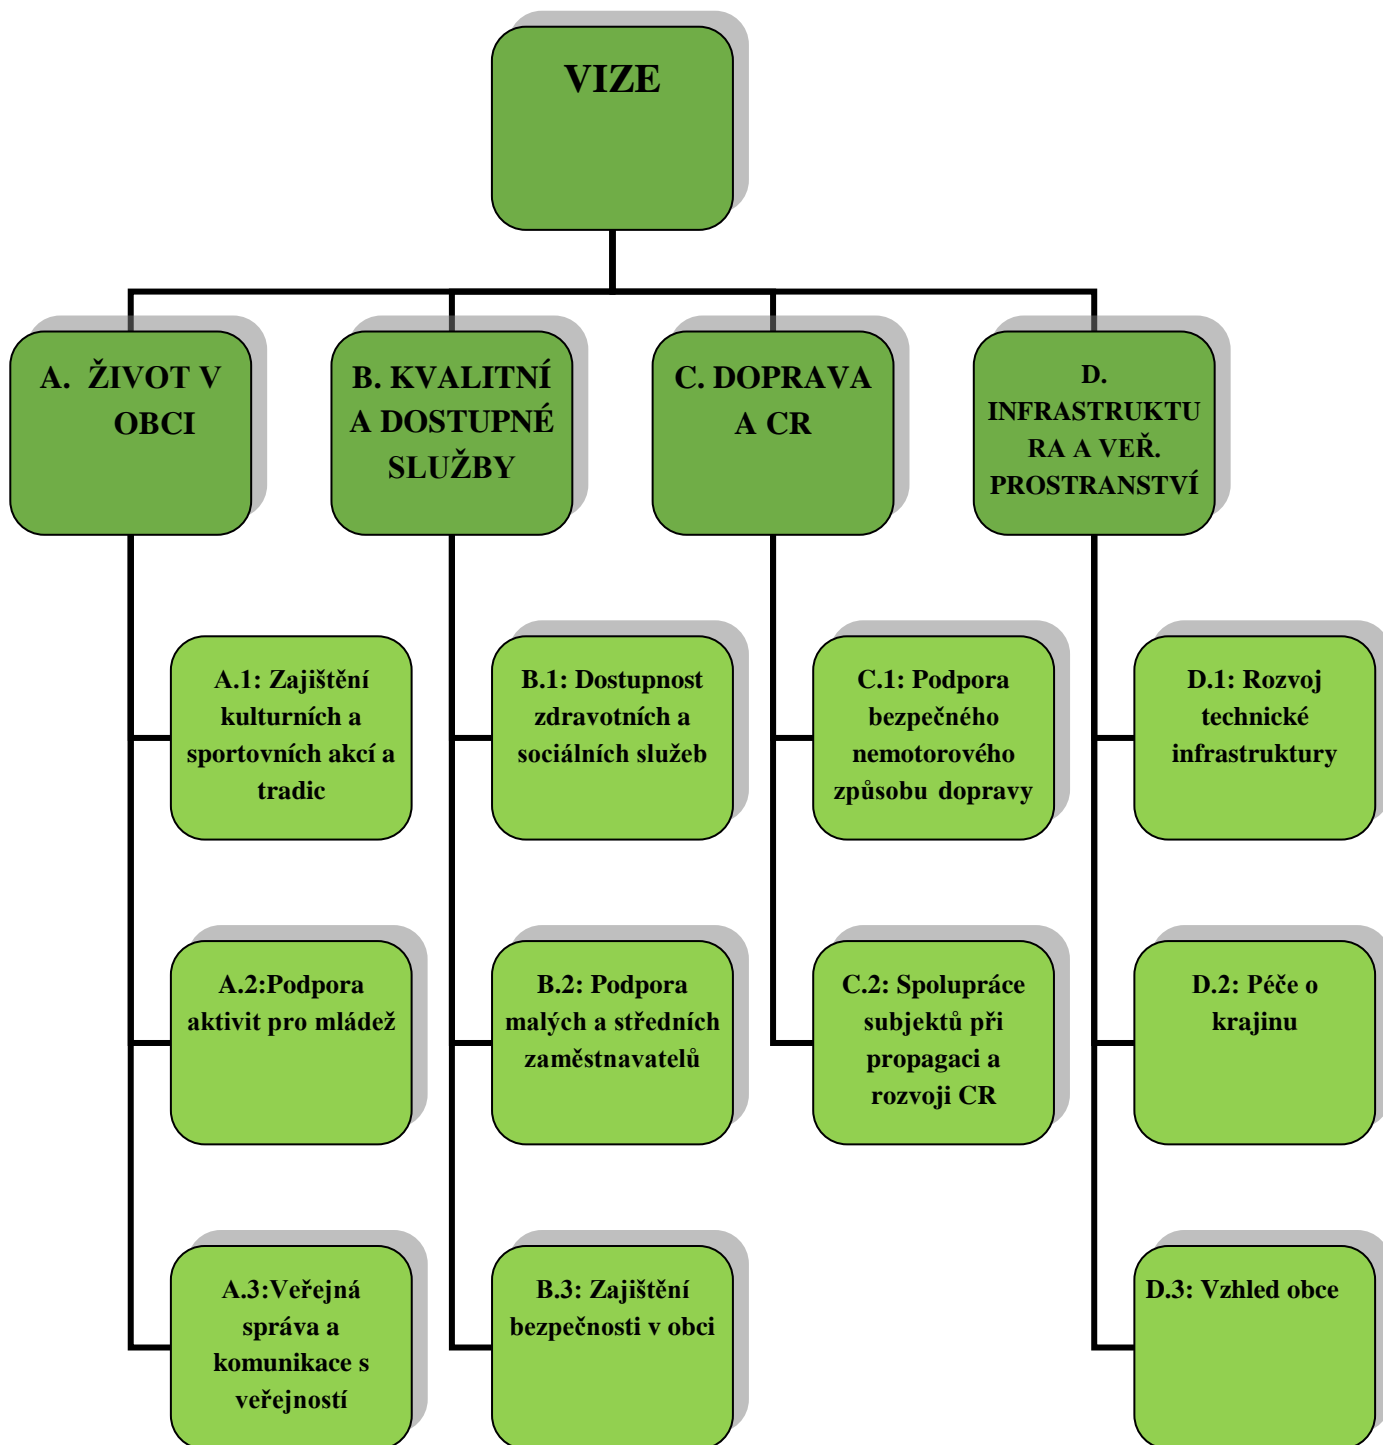 VIZE
A. ŽIVOT V
OBCI
B. KVALITNÍ
A DOSTUPNÉ
SLUŽBY
C. DOPRAVA
A CR
D.
INFRASTRUKTU
RA A VEŘ.
PROSTRANSTVÍ
A.1: Zajištění
kulturních a
sportovních akcí a
tradic
B.1: Dostupnost
zdravotních a
sociálních služeb
C.1: Podpora
bezpečného
nemotorového
způsobu dopravy
D.1: Rozvoj
technické
infrastruktury
A.2:Podpora
aktivit pro mládež
B.2: Podpora
malých a středních
zaměstnavatelů
C.2: Spolupráce
subjektů při
propagaci a
rozvoji CR
D.2: Péče o
krajinu
A.3:Veřejná
správa a
komunikace s
veřejností
B.3: Zajištění
bezpečnosti v obci
D.3: Vzhled obce